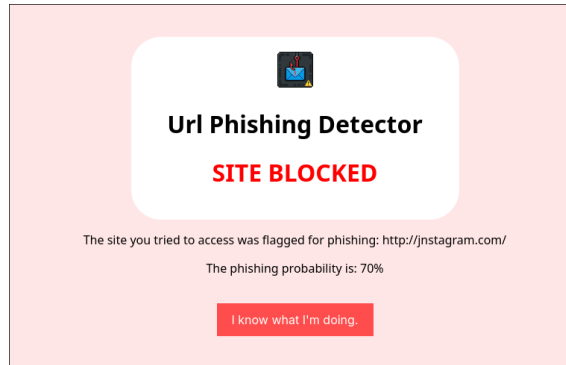 Url Phishing Detector
SITE BLOCKED
The site you tried to access was flagged for phishing: http://jnstagram.com/
The phishing probability is: 70%
I know what I'm doing.